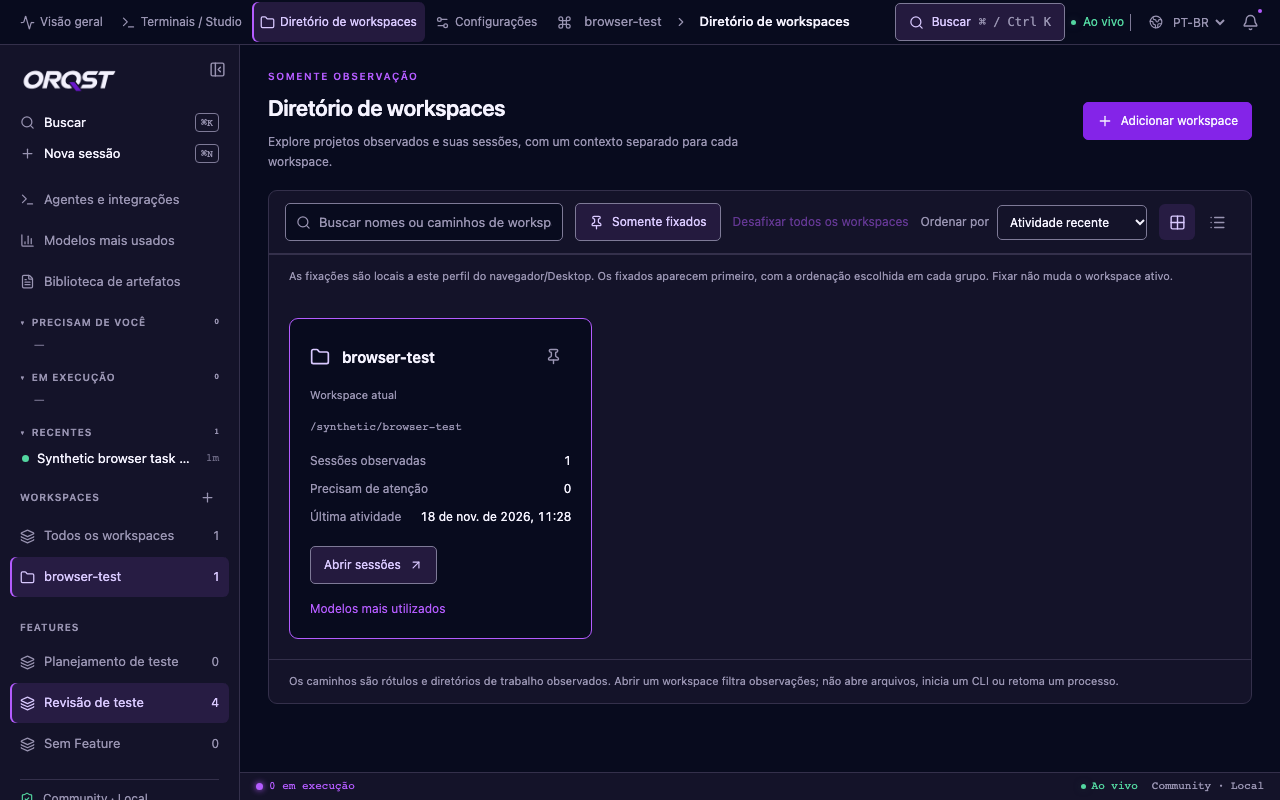 Visão geral
Terminais / Studio
Diretório de workspaces
Configurações
browser-test
Diretório de workspaces
Buscar ⌘ / Ctrl K
Ao vivo
PT-BR
ORQST
Buscar ⌘K
Nova sessão ⌘N
Agentes e integrações
Modelos mais usados
Biblioteca de artefatos
PRECISAM DE VOCÊ 0
—
EM EXECUÇÃO 0
—
RECENTES 1
Synthetic browser task ... 1m
WORKSPACES
Todos os workspaces 1
browser-test 1
FEATURES
Planejamento de teste 0
Revisão de teste 4
Sem Feature 0
Community · Local
SOMENTE OBSERVAÇÃO
Diretório de workspaces
Explore projetos observados e suas sessões, com um contexto separado para cada
workspace.
Adicionar workspace
Buscar nomes ou caminhos de worksp
Somente fixados
Desafixar todos os workspaces
Ordenar por
Atividade recente
As fixações são locais a este perfil do navegador/Desktop. Os fixados aparecem primeiro, com a ordenação escolhida em cada grupo. Fixar não muda o workspace ativo.
browser-test
Workspace atual
/synthetic/browser-test
Sessões observadas 1
Precisam de atenção 0
Última atividade 18 de nov. de 2026, 11:28
Abrir sessões
Modelos mais utilizados
Os caminhos são rótulos e diretórios de trabalho observados. Abrir um workspace filtra observações; não abre arquivos, inicia um CLI ou retoma um processo.
0 em execução
Ao vivo
Community · Local